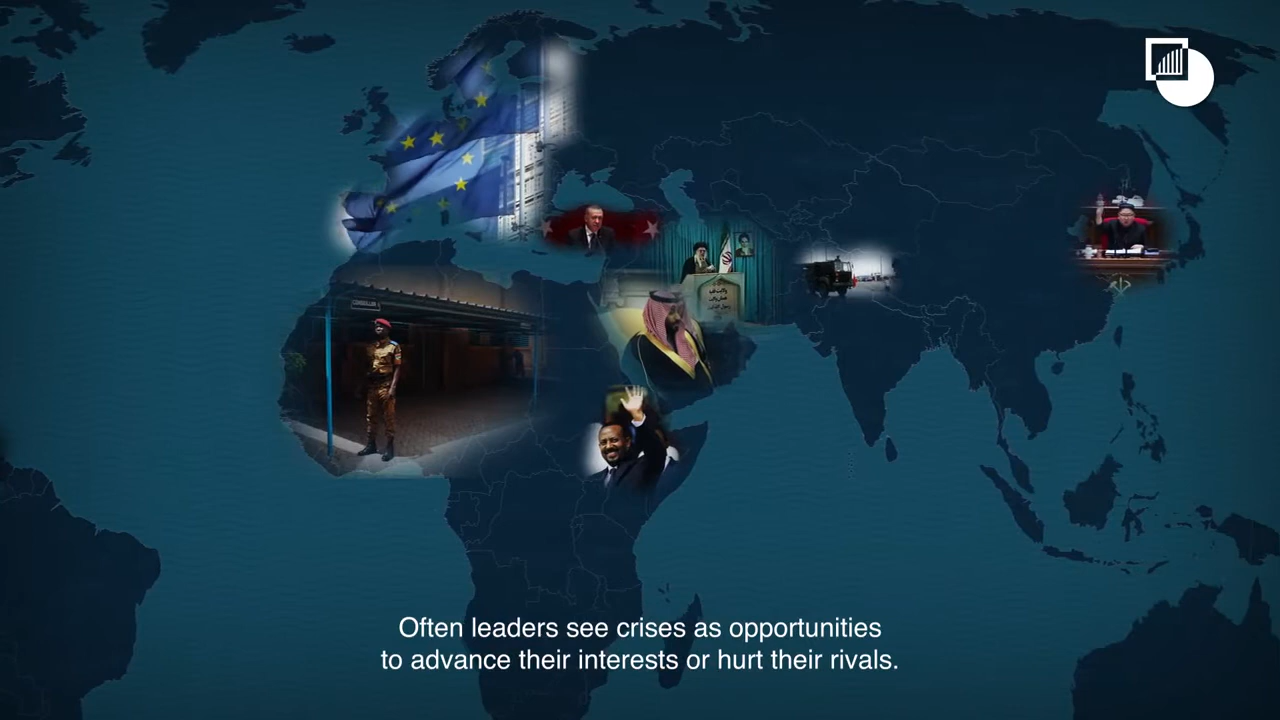 Often leaders see crises as opportunities
to advance their interests or hurt their rivals.